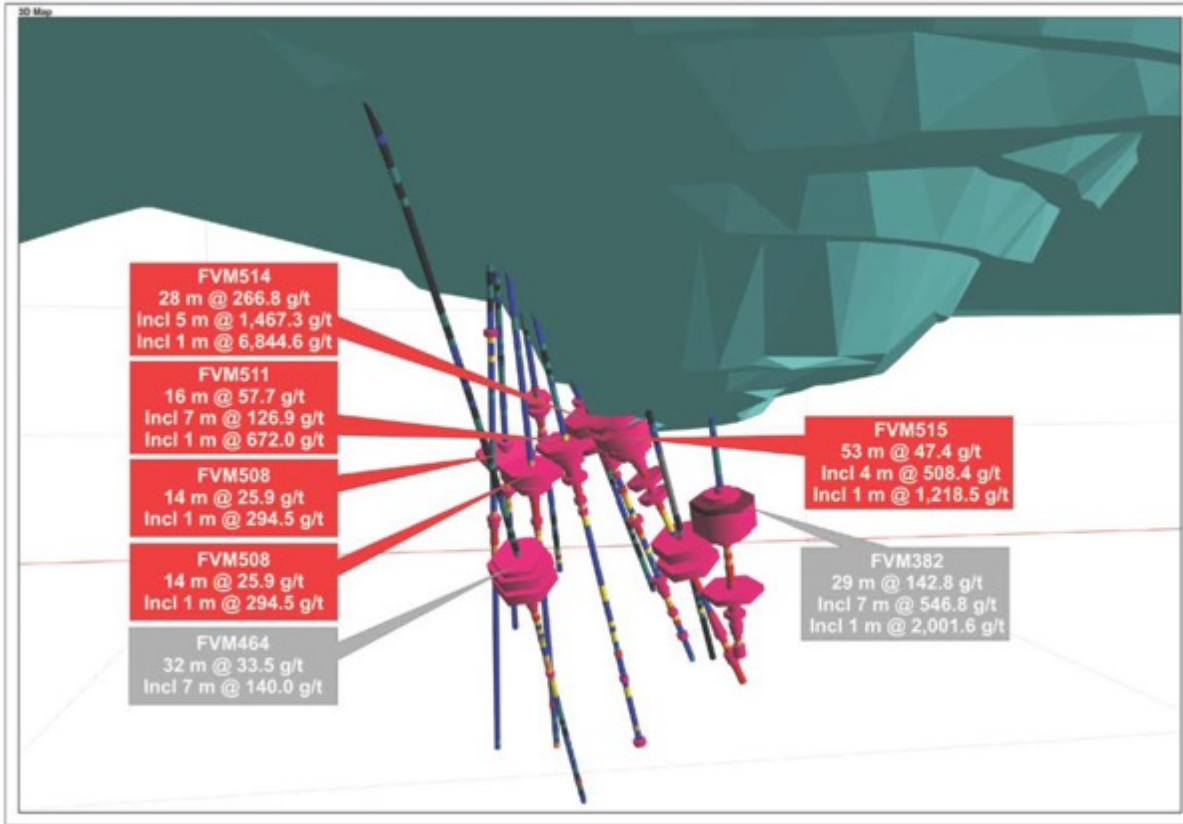 3D Map
FVM514
28 m @ 266.8 g/t
Incl 5 m @ 1,467.3 g/t
Incl 1 m @ 6,844.6 g/t
FVM511
16 m @ 57.7 g/t
Incl 7 m @ 126.9 g/t
Incl 1 m @ 672.0 g/t
FVM508
14 m @ 25.9 g/t
Incl 1 m @ 294.5 g/t
FVM508
14 m @ 25.9 g/t
Incl 1 m @ 294.5 g/t
FVM464
32 m @ 33.5 g/t
Incl 7 m @ 140.0 g/t
FVM515
53 m @ 47.4 g/t
Incl 4 m @ 508.4 g/t
Incl 1 m @ 1,218.5 g/t
FVM382
29 m @ 142.8 g/t
Incl 7 m @ 546.8 g/t
Incl 1 m @ 2,001.6 g/t